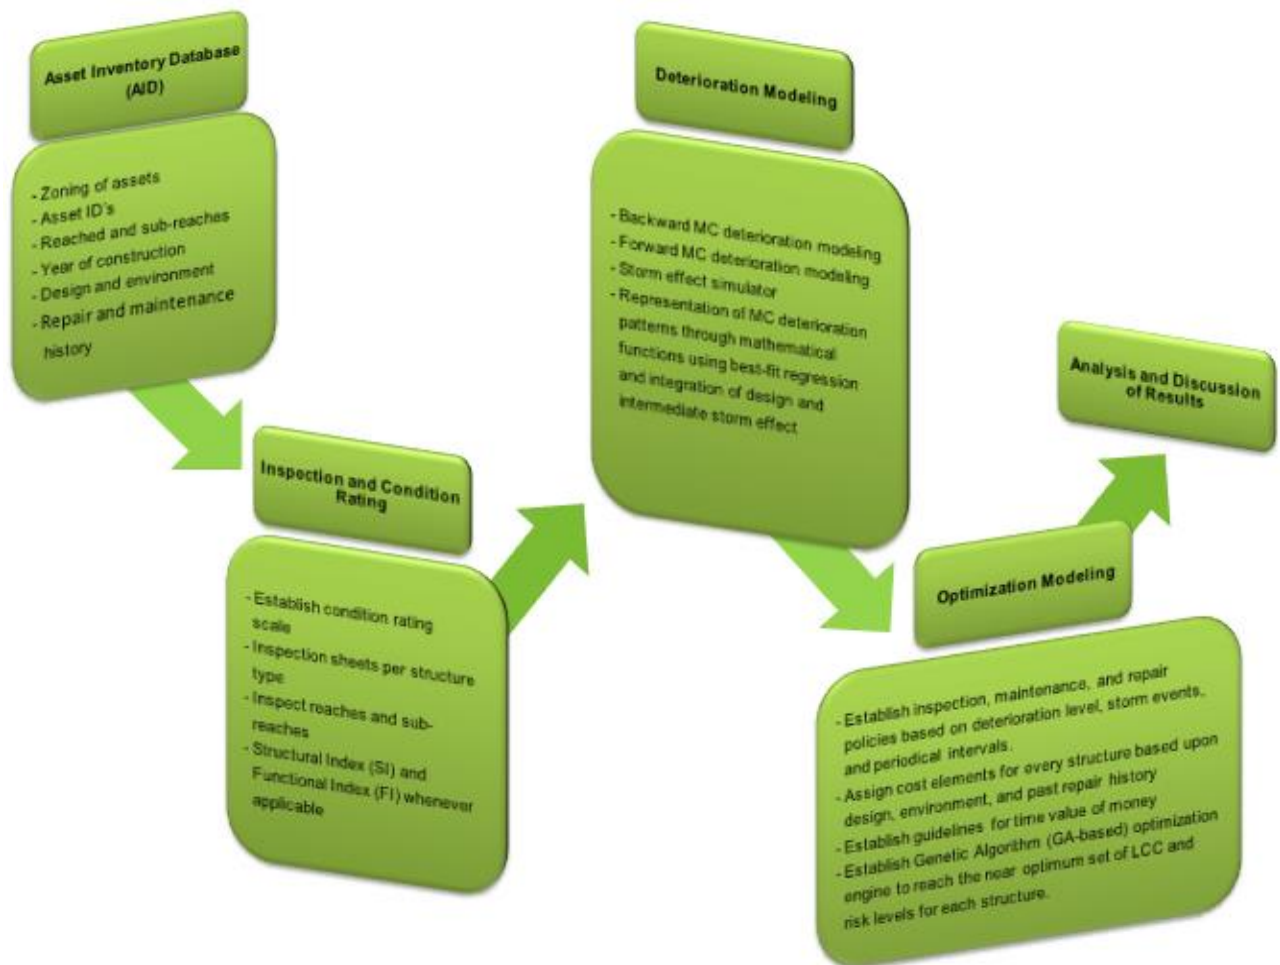 Asset Inventory Database
(AID)
- Zoning of assets
- Asset ID's
- Reached and sub-reaches
- Year of construction
- Design and environment
- Repair and maintenance
history
Inspection and Condition
Rating
- Establish condition rating
scale
- Inspection sheets per structure
type
- Inspect reaches and sub-
reaches
- Structural Index (SI) and
Functional Index (FI) whenever
applicable
Deterioration Modeling
- Backward MC deterioration modeling
- Forward MC deterioration modeling
- Storm effect simulator
- Representation of MC deterioration
patterns through mathematical
functions using best-fit regression
and integration of design and
intermediate storm effect
Optimization Modeling
- Establish inspection, maintenance, and repair
policies based on deterioration level, storm events,
and periodical intervals.
- Assign cost elements for every structure based upon
design, environment, and past repair history
- Establish guidelines for time value of money
- Establish Genetic Algorithm (GA-based) optimization
engine to reach the near optimum set of LCC and
risk levels for each structure.
Analysis and Discussion
of Results